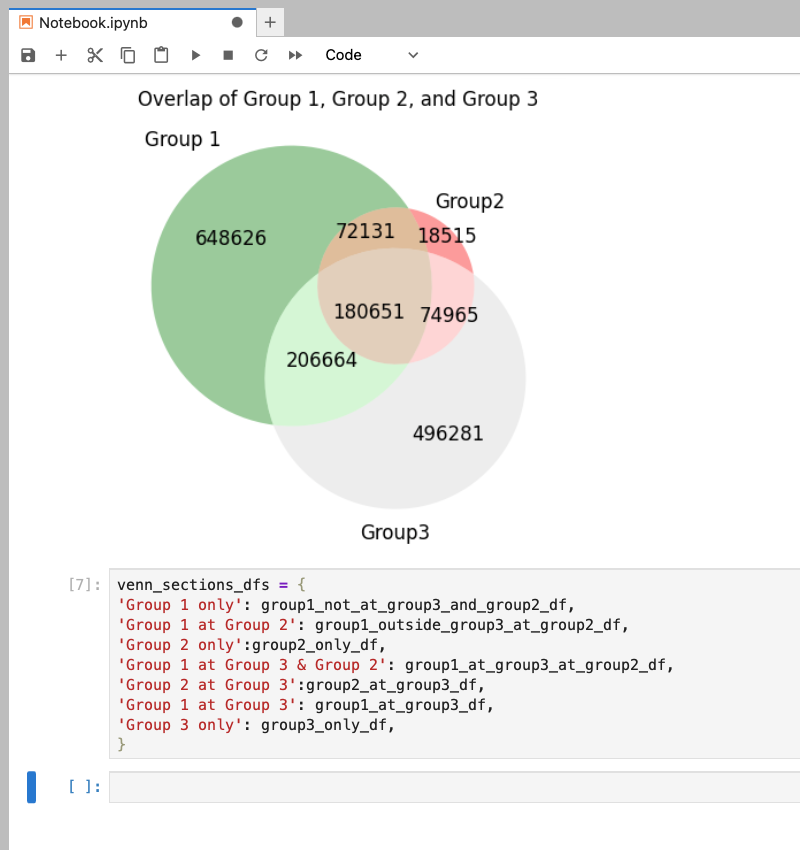 Notebook.ipynb
Code
Overlap of Group 1, Group 2, and Group 3
Group 1
Group2
648626
72131
18515
180651
74965
206664
496281
Group3
[7]:
venn_sections_dfs = {
'Group 1 only': group1_not_at_group3_and_group2_df,
'Group 1 at Group 2': group1_outside_group3_at_group2_df,
'Group 2 only':group2_only_df,
'Group 1 at Group 3 & Group 2': group1_at_group3_at_group2_df,
'Group 2 at Group 3':group2_at_group3_df,
'Group 1 at Group 3': group1_at_group3_df,
'Group 3 only': group3_only_df,
}
[ ]: